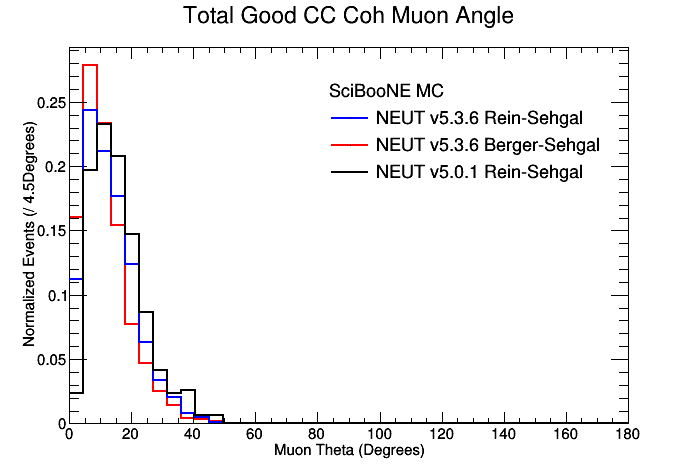 Total Good CC Coh Muon Angle
SciBooNE MC
NEUT v5.3.6 Rein-Sehgal
NEUT v5.3.6 Berger-Sehgal
NEUT v5.0.1 Rein-Sehgal
Normalized Events (/ 4.5Degrees)
0.25
0.2
0.15
0.1
0.05
0
0 20 40 60 80 100 120 140 160 180
Muon Theta (Degrees)